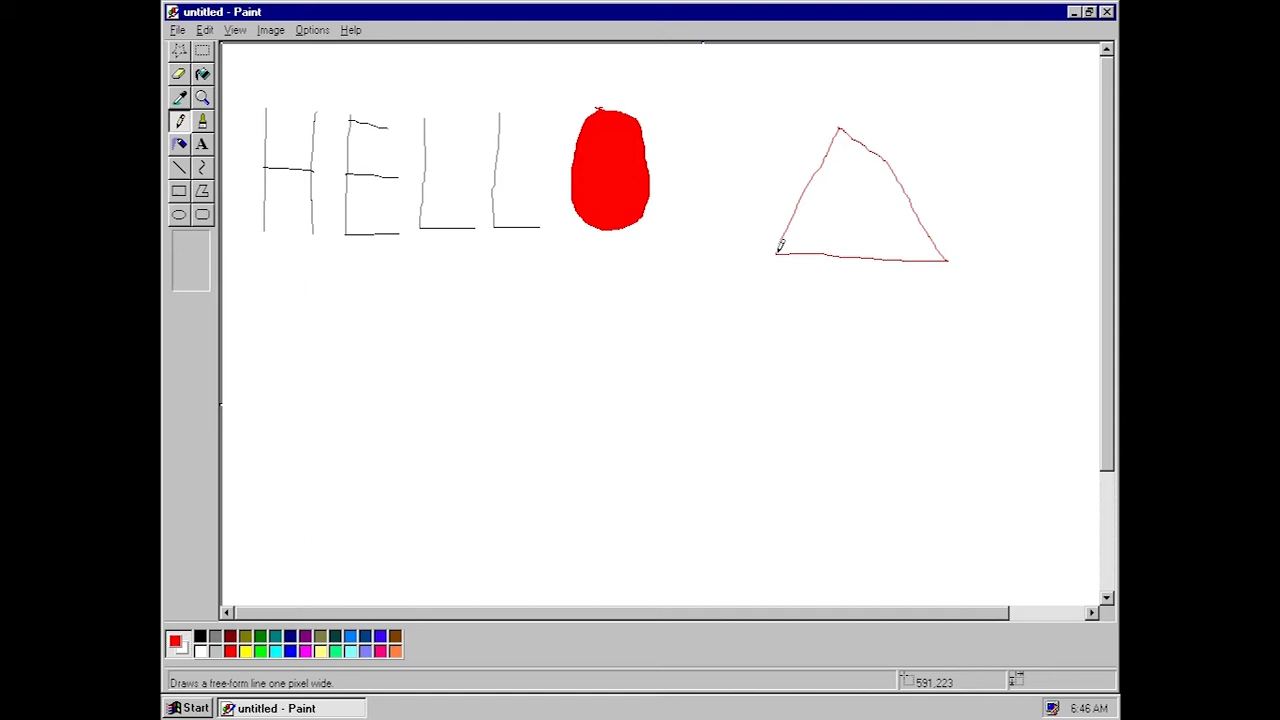 untitled - Paint
File Edit View Image Options Help
HELLO
Draws a free-form line one pixel wide.
591,223
Start untitled - Paint 6:46 AM